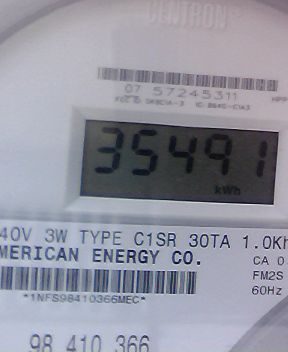 CENTRON
07 57245311
35491
kWh
40V 3W TYPE C1SR 30TA 1.0Kh
MERICAN ENERGY CO.
CA 0
FM2S
60Hz
*1NFS98410366MEC*
98 410 366